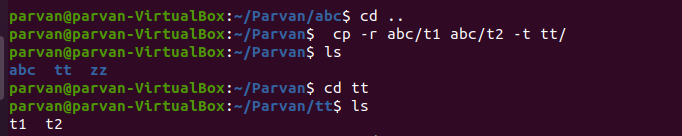 parvan@parvan-VirtualBox:~/Parvan/abc$ cd ..
parvan@parvan-VirtualBox:~/Parvan$  cp -r abc/t1 abc/t2 -t tt/
parvan@parvan-VirtualBox:~/Parvan$ ls
abc  tt  zz
parvan@parvan-VirtualBox:~/Parvan$ cd tt
parvan@parvan-VirtualBox:~/Parvan/tt$ ls
t1  t2